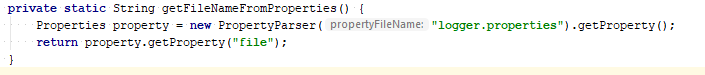 private static String getFileNameFromProperties() {
Properties property = new PropertyParser( propertyFileName: "logger.properties").getProperty();
return property.getProperty("file");
}